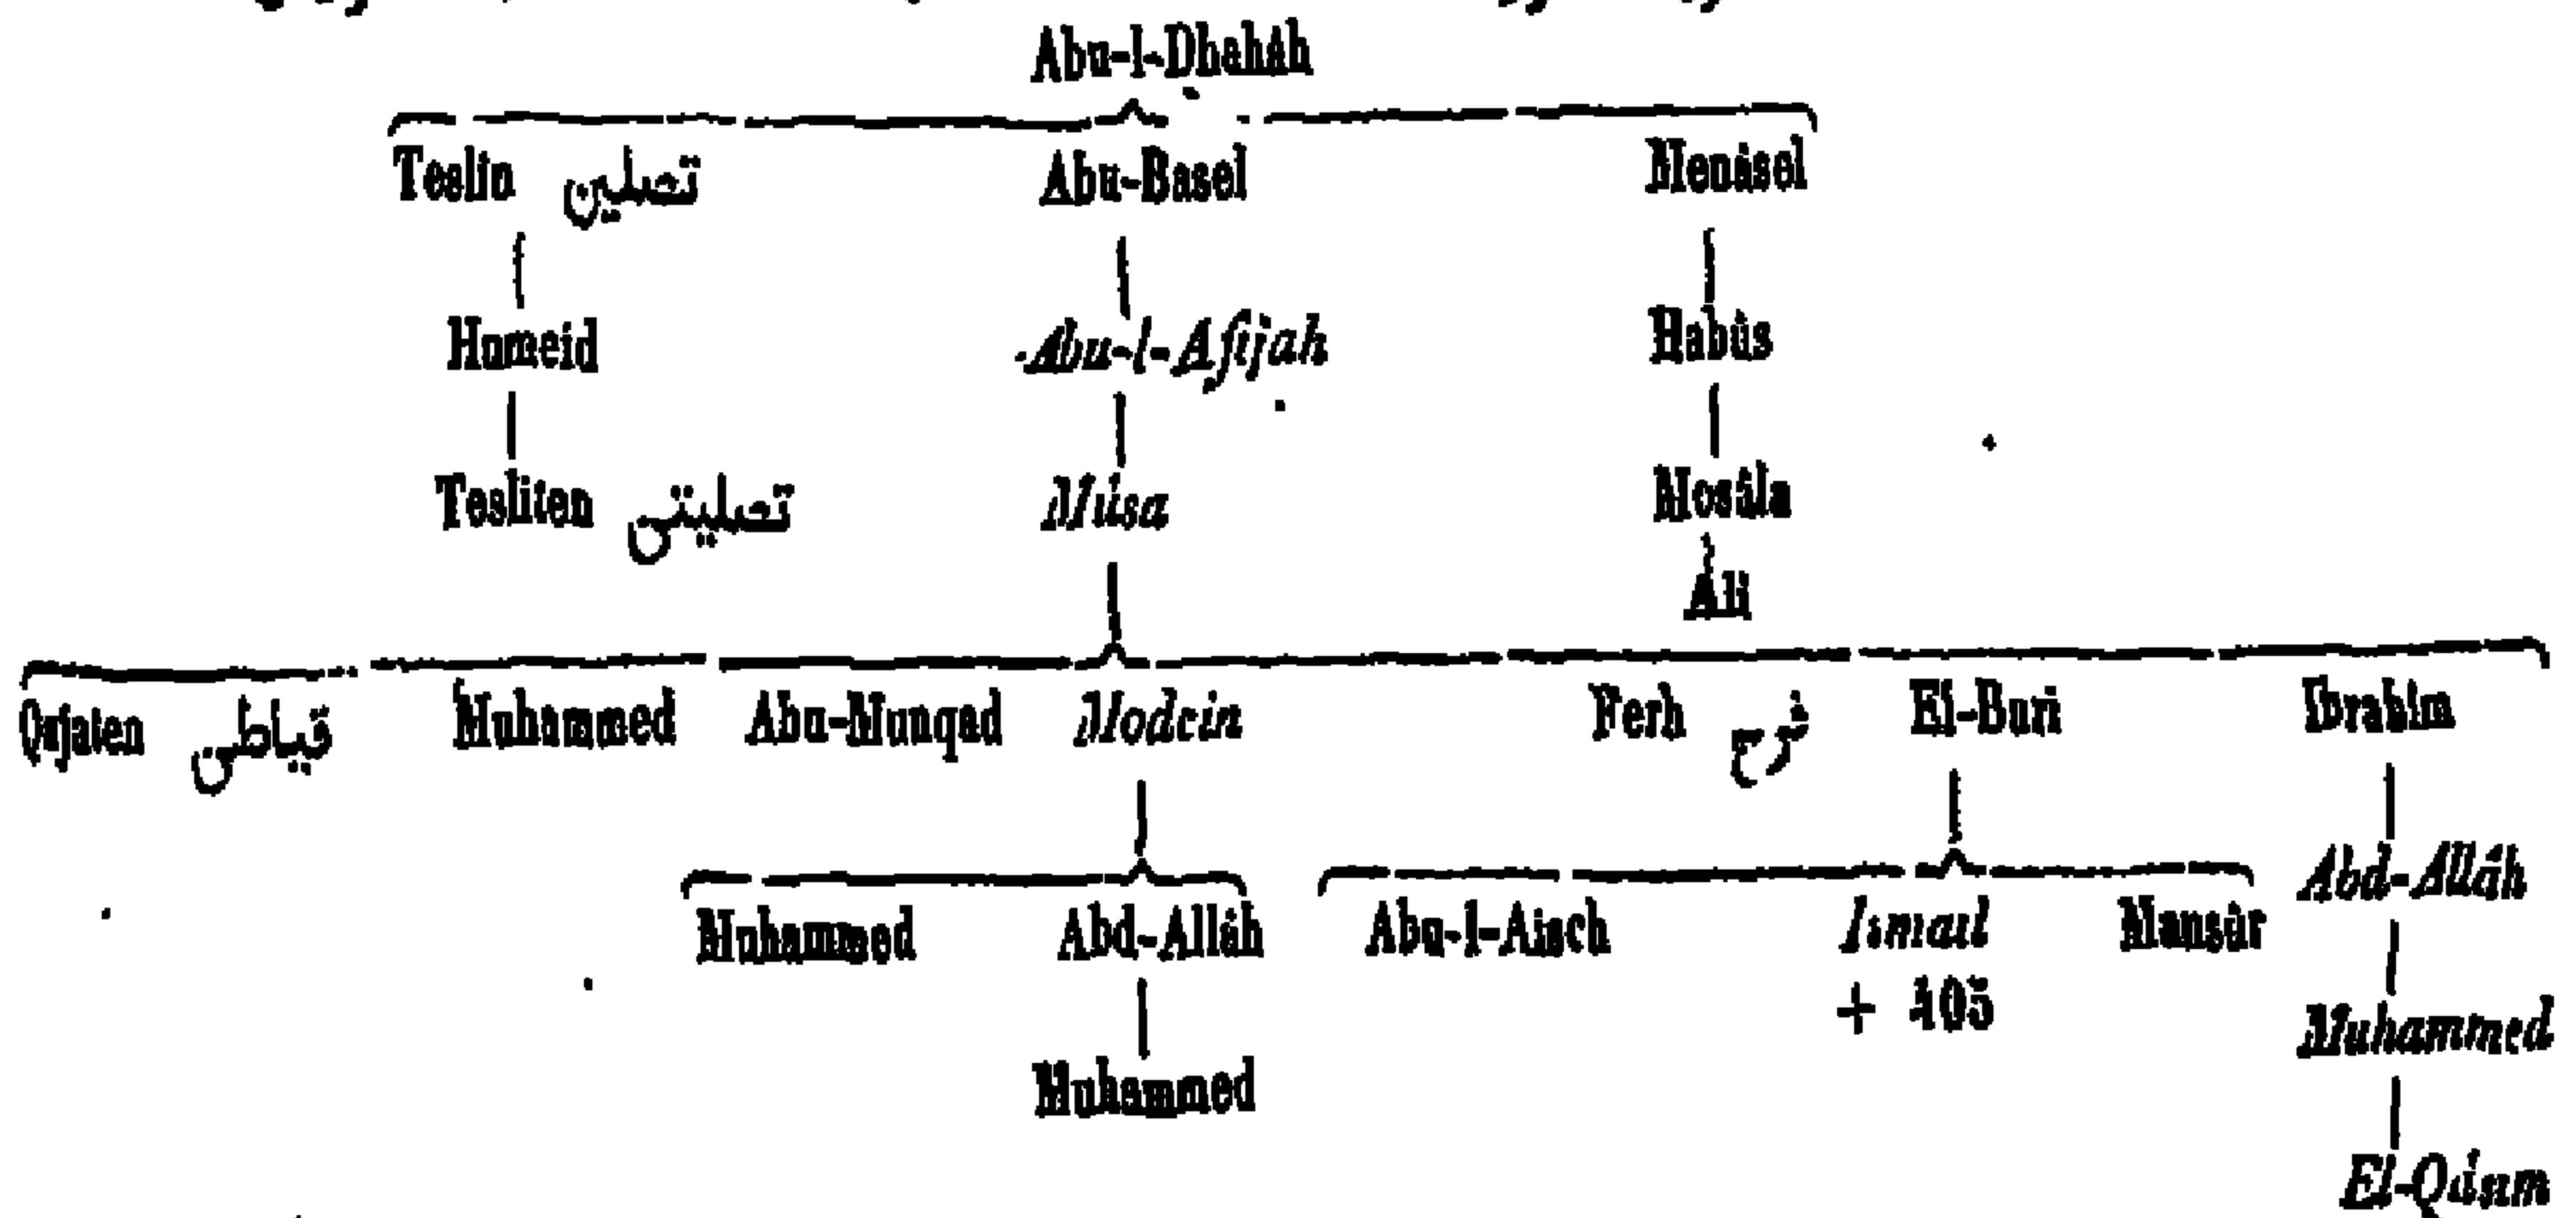 Abu-l-Dhahâh
Teslin تصلين Abu-Basel Menâsel
Humeid Abu-l-Afijah Habûs
Tesliten تصليتن Mûsa Mosâla
Ali
Qajaten قياطن Muhammed Abu-Munqad Modein Ferh فرح El-Buri Ibrahim
Muhammed Abd-Allâh Abu-l-Aisch Ismail Mansûr Abd-Allâh
+ 405
Muhammed Muhammed
El-Qâsim